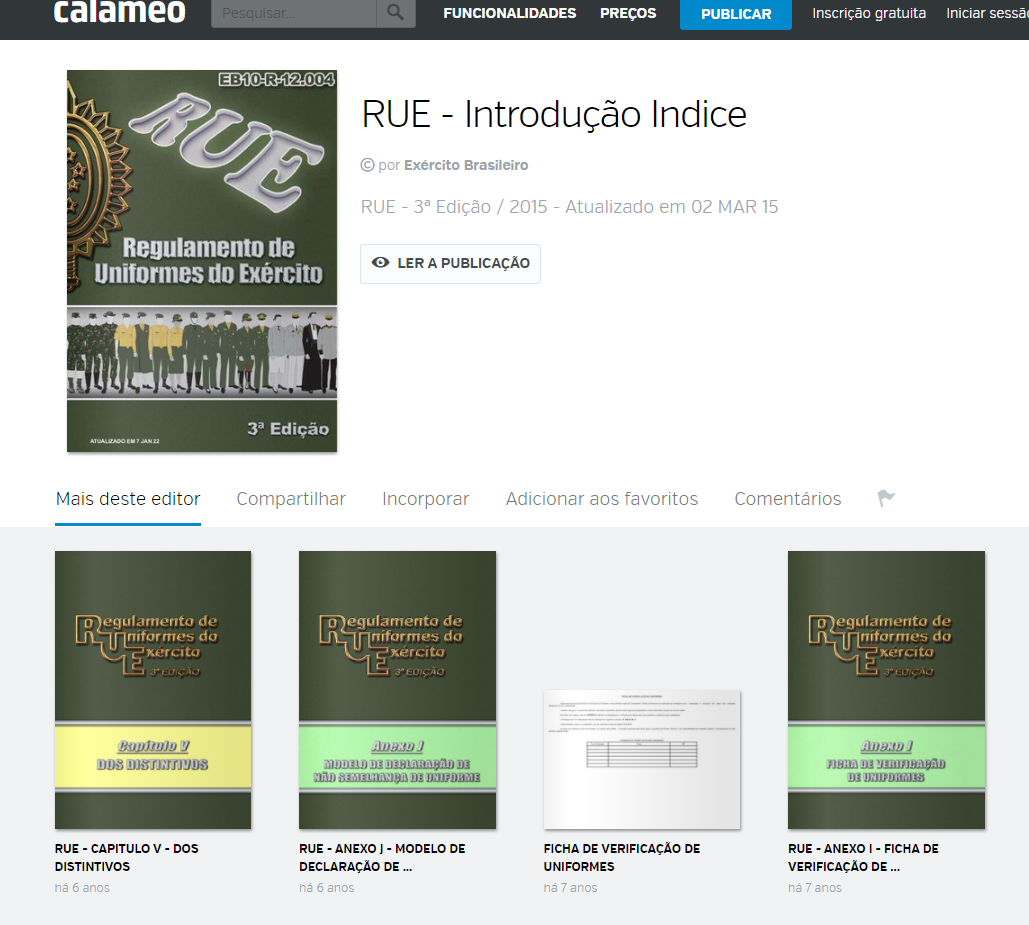 calaméo
Pesquisar...
FUNCIONALIDADES
PREÇOS
PUBLICAR
Inscrição gratuita
Iniciar sessão
EB10-R-12.004
RUE
Regulamento de
Uniformes do Exército
3ª Edição
ATUALIZADO EM 7 JAN 22
RUE - Introdução Indice
© por Exército Brasileiro
RUE - 3ª Edição / 2015 - Atualizado em 02 MAR 15
LER A PUBLICAÇÃO
Mais deste editor
Compartilhar
Incorporar
Adicionar aos favoritos
Comentários
Regulamento de
Uniformes do
Exército
3ª EDIÇÃO
Capítulo V
DOS DISTINTIVOS
RUE - CAPITULO V - DOS
DISTINTIVOS
há 6 anos
Regulamento de
Uniformes do
Exército
3ª EDIÇÃO
Anexo J
MODELO DE DECLARAÇÃO DE
NÃO SEMELHANÇA DE UNIFORME
RUE - ANEXO J - MODELO DE
DECLARAÇÃO DE ...
há 6 anos
FICHA DE VERIFICAÇÃO DE
UNIFORMES
há 7 anos
Regulamento de
Uniformes do
Exército
3ª EDIÇÃO
Anexo I
FICHA DE VERIFICAÇÃO
DE UNIFORMES
RUE - ANEXO I - FICHA DE
VERIFICAÇÃO DE ...
há 7 anos